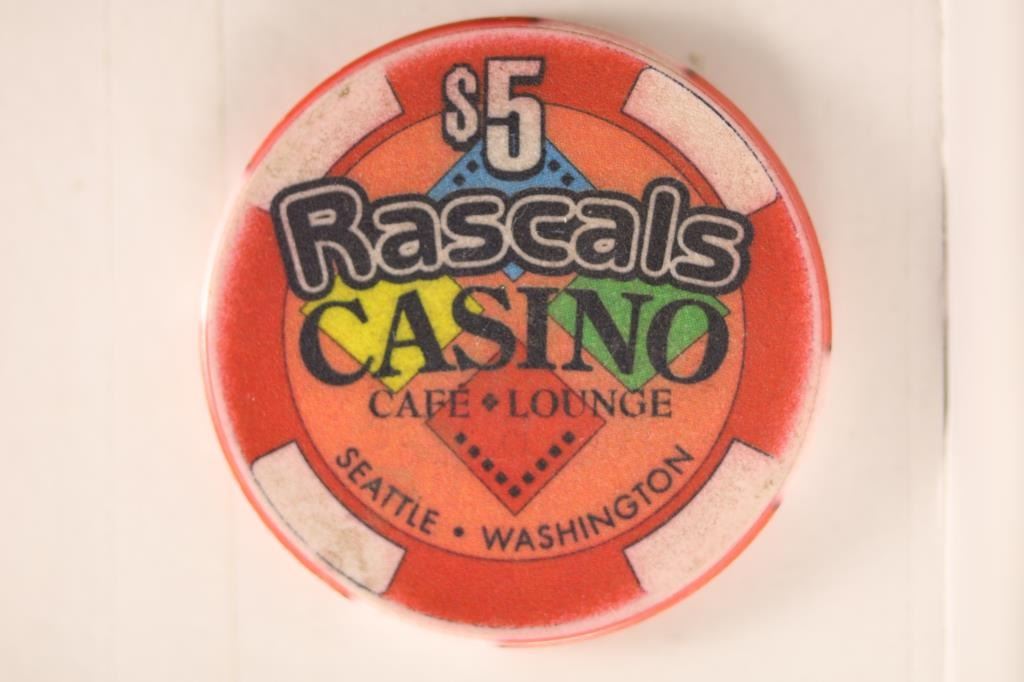 $5
Rascals
CASINO
CAFÉ • LOUNGE
SEATTLE • WASHINGTON